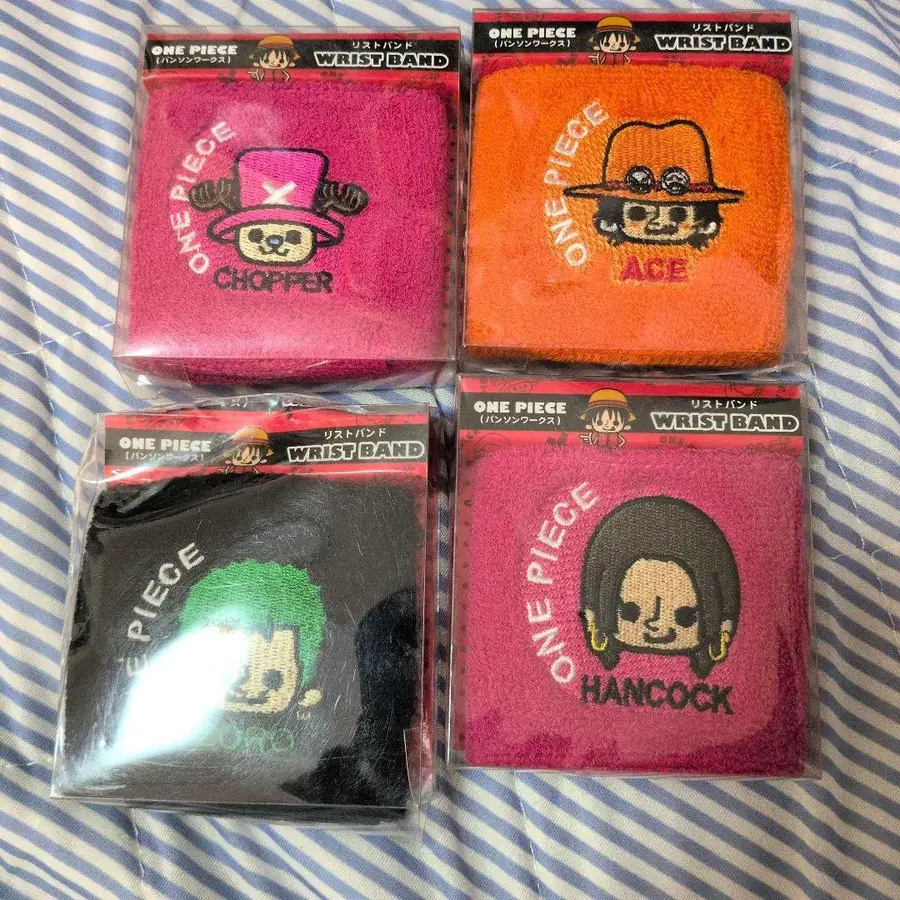 ONE PIECE
(パンソンワークス)
リストバンド
WRIST BAND
ONE PIECE
CHOPPER
ONE PIECE
(パンソンワークス)
リストバンド
WRIST BAND
ONE PIECE
ACE
ONE PIECE
(パンソンワークス)
リストバンド
WRIST BAND
PIECE
ZORO
ONE PIECE
(パンソンワークス)
リストバンド
WRIST BAND
ONE PIECE
HANCOCK